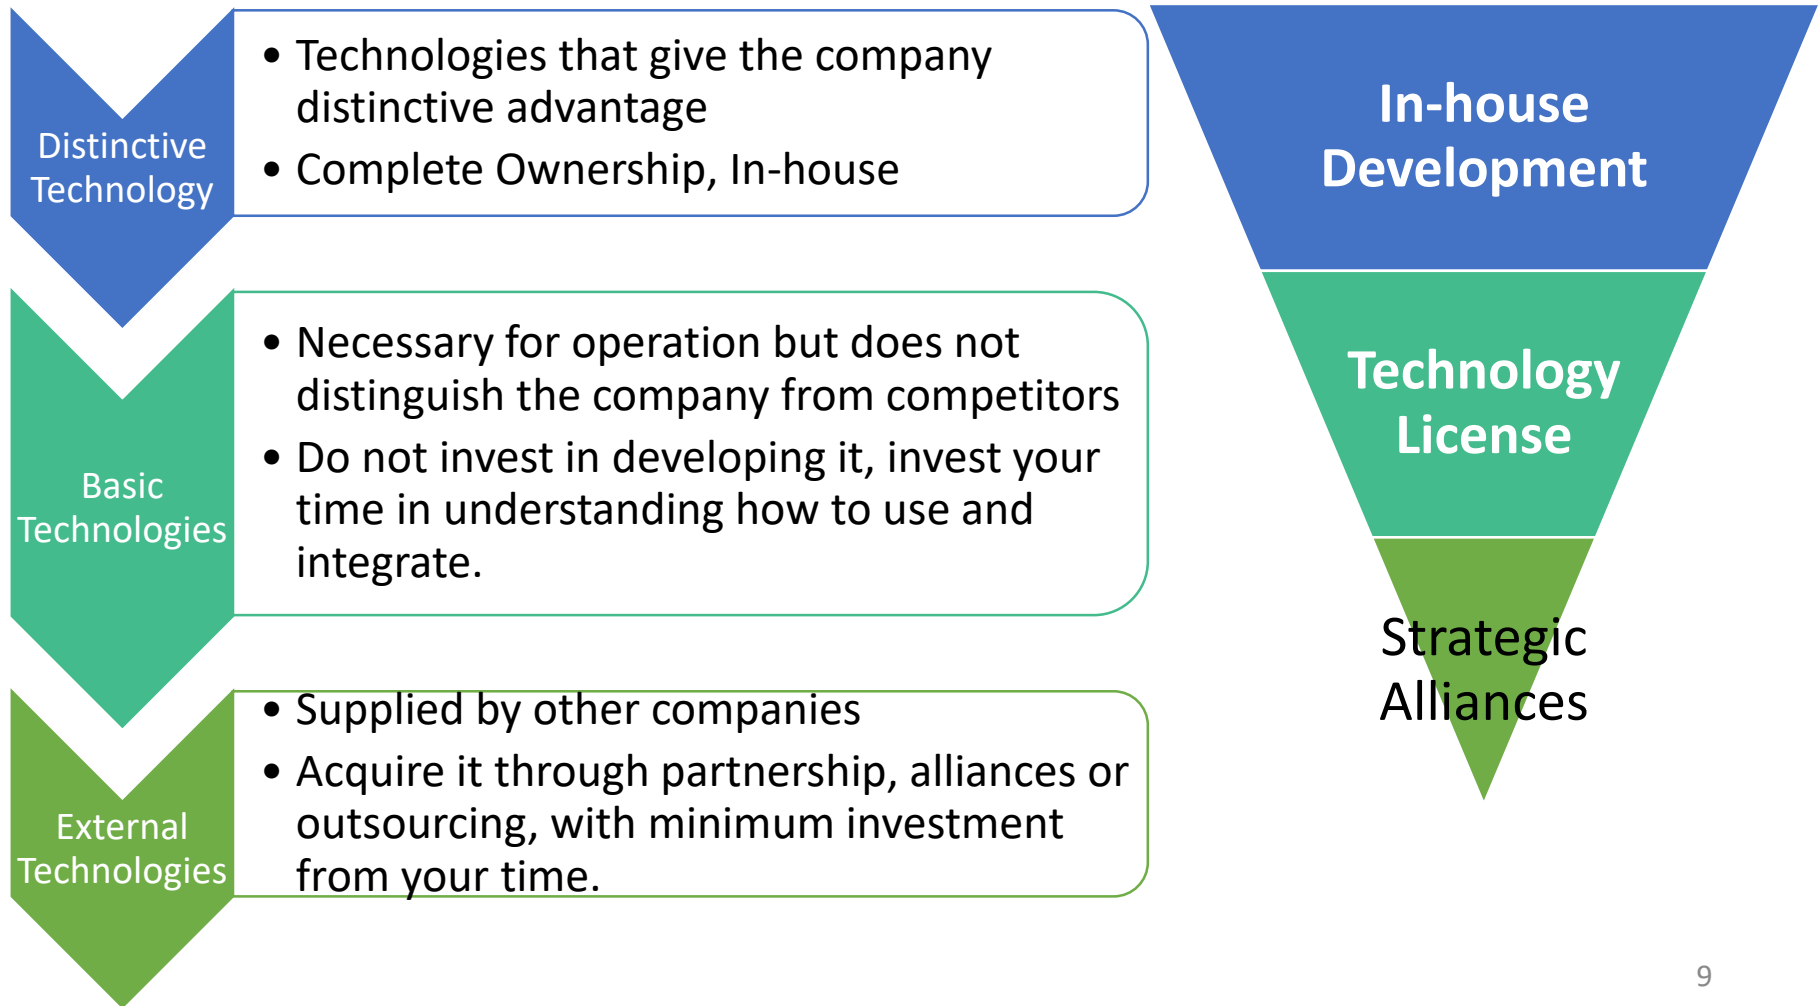 Distinctive
Technology
• Technologies that give the company
distinctive advantage
• Complete Ownership, In-house
Basic
Technologies
• Necessary for operation but does not
distinguish the company from competitors
• Do not invest in developing it, invest your
time in understanding how to use and
integrate.
External
Technologies
• Supplied by other companies
• Acquire it through partnership, alliances or
outsourcing, with minimum investment
from your time.
In-house
Development
Technology
License
Strategic
Alliances
9